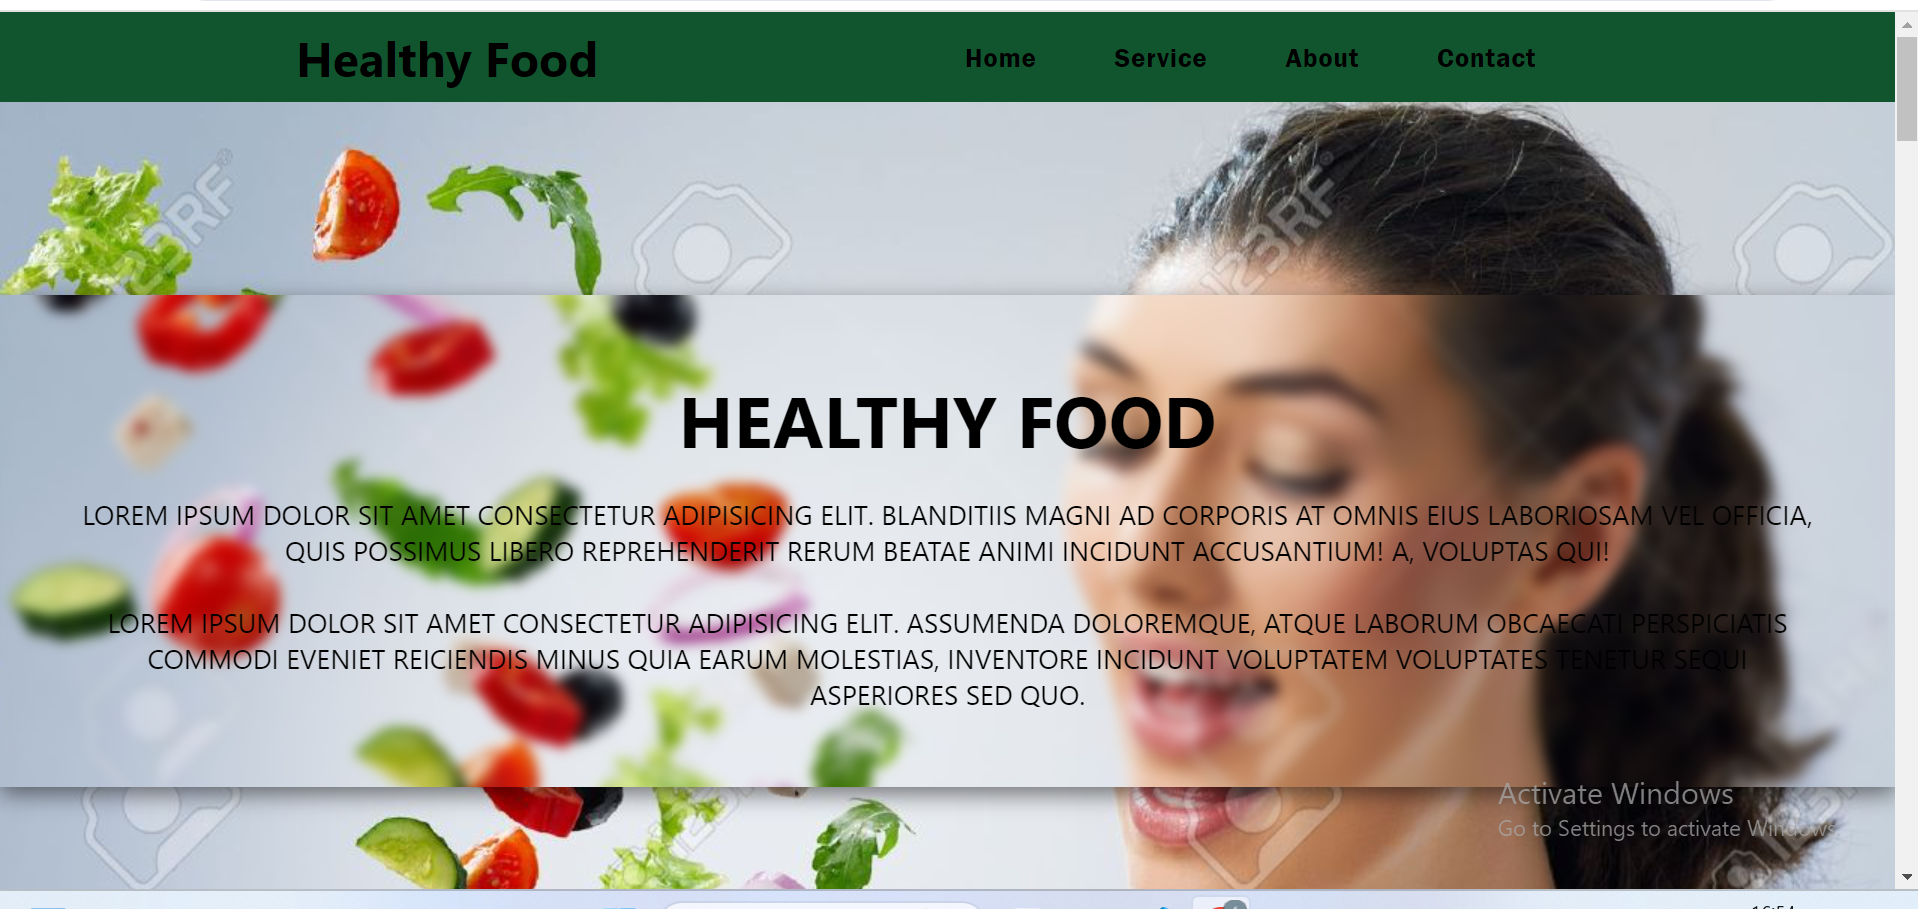 Healthy Food
Home Service About Contact
123RF
123RF
HEALTHY FOOD
LOREM IPSUM DOLOR SIT AMET CONSECTETUR ADIPISICING ELIT. BLANDITIIS MAGNI AD CORPORIS AT OMNIS EIUS LABORIOSAM VEL OFFICIA,
QUIS POSSIMUS LIBERO REPREHENDERIT RERUM BEATAE ANIMI INCIDUNT ACCUSANTIUM! A, VOLUPTAS QUI!
LOREM IPSUM DOLOR SIT AMET CONSECTETUR ADIPISICING ELIT. ASSUMENDA DOLOREMQUE, ATQUE LABORUM OBCAECATI PERSPICIATIS
COMMODI EVENIET REICIENDIS MINUS QUIA EARUM MOLESTIAS, INVENTORE INCIDUNT VOLUPTATEM VOLUPTATES TENETUR SEQUI
ASPERIORES SED QUO.
Activate Windows
Go to Settings to activate Windows.